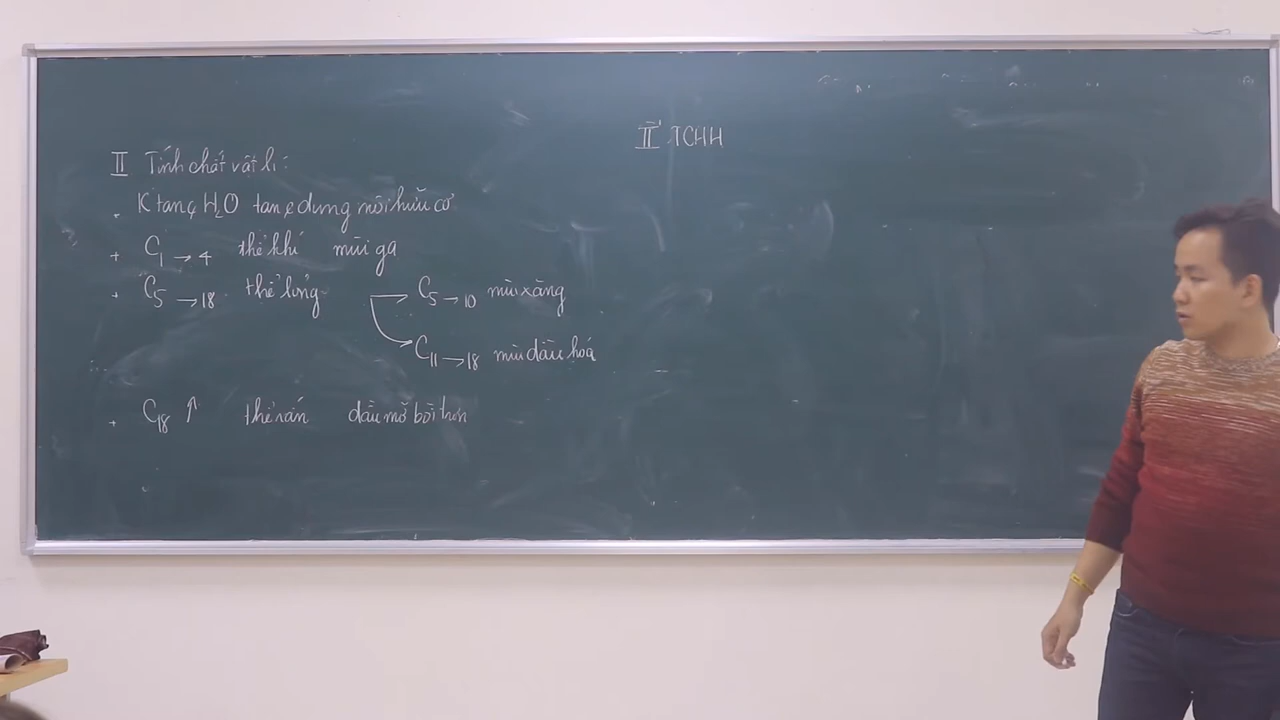 II Tính chất vật lí:
K tan ę H₂O tan ę dung môi hữu cơ
+ C₁ → ₄ thể khí mùi ga
+ C₅ → ₁₈ thể lỏng → C₅ → ₁₀ mùi xăng
→ C₁₁ → ₁₈ mùi dầu hoả
+ C₁₈ ↑ thể rắn dầu mỡ bôi trơn
II TCHH